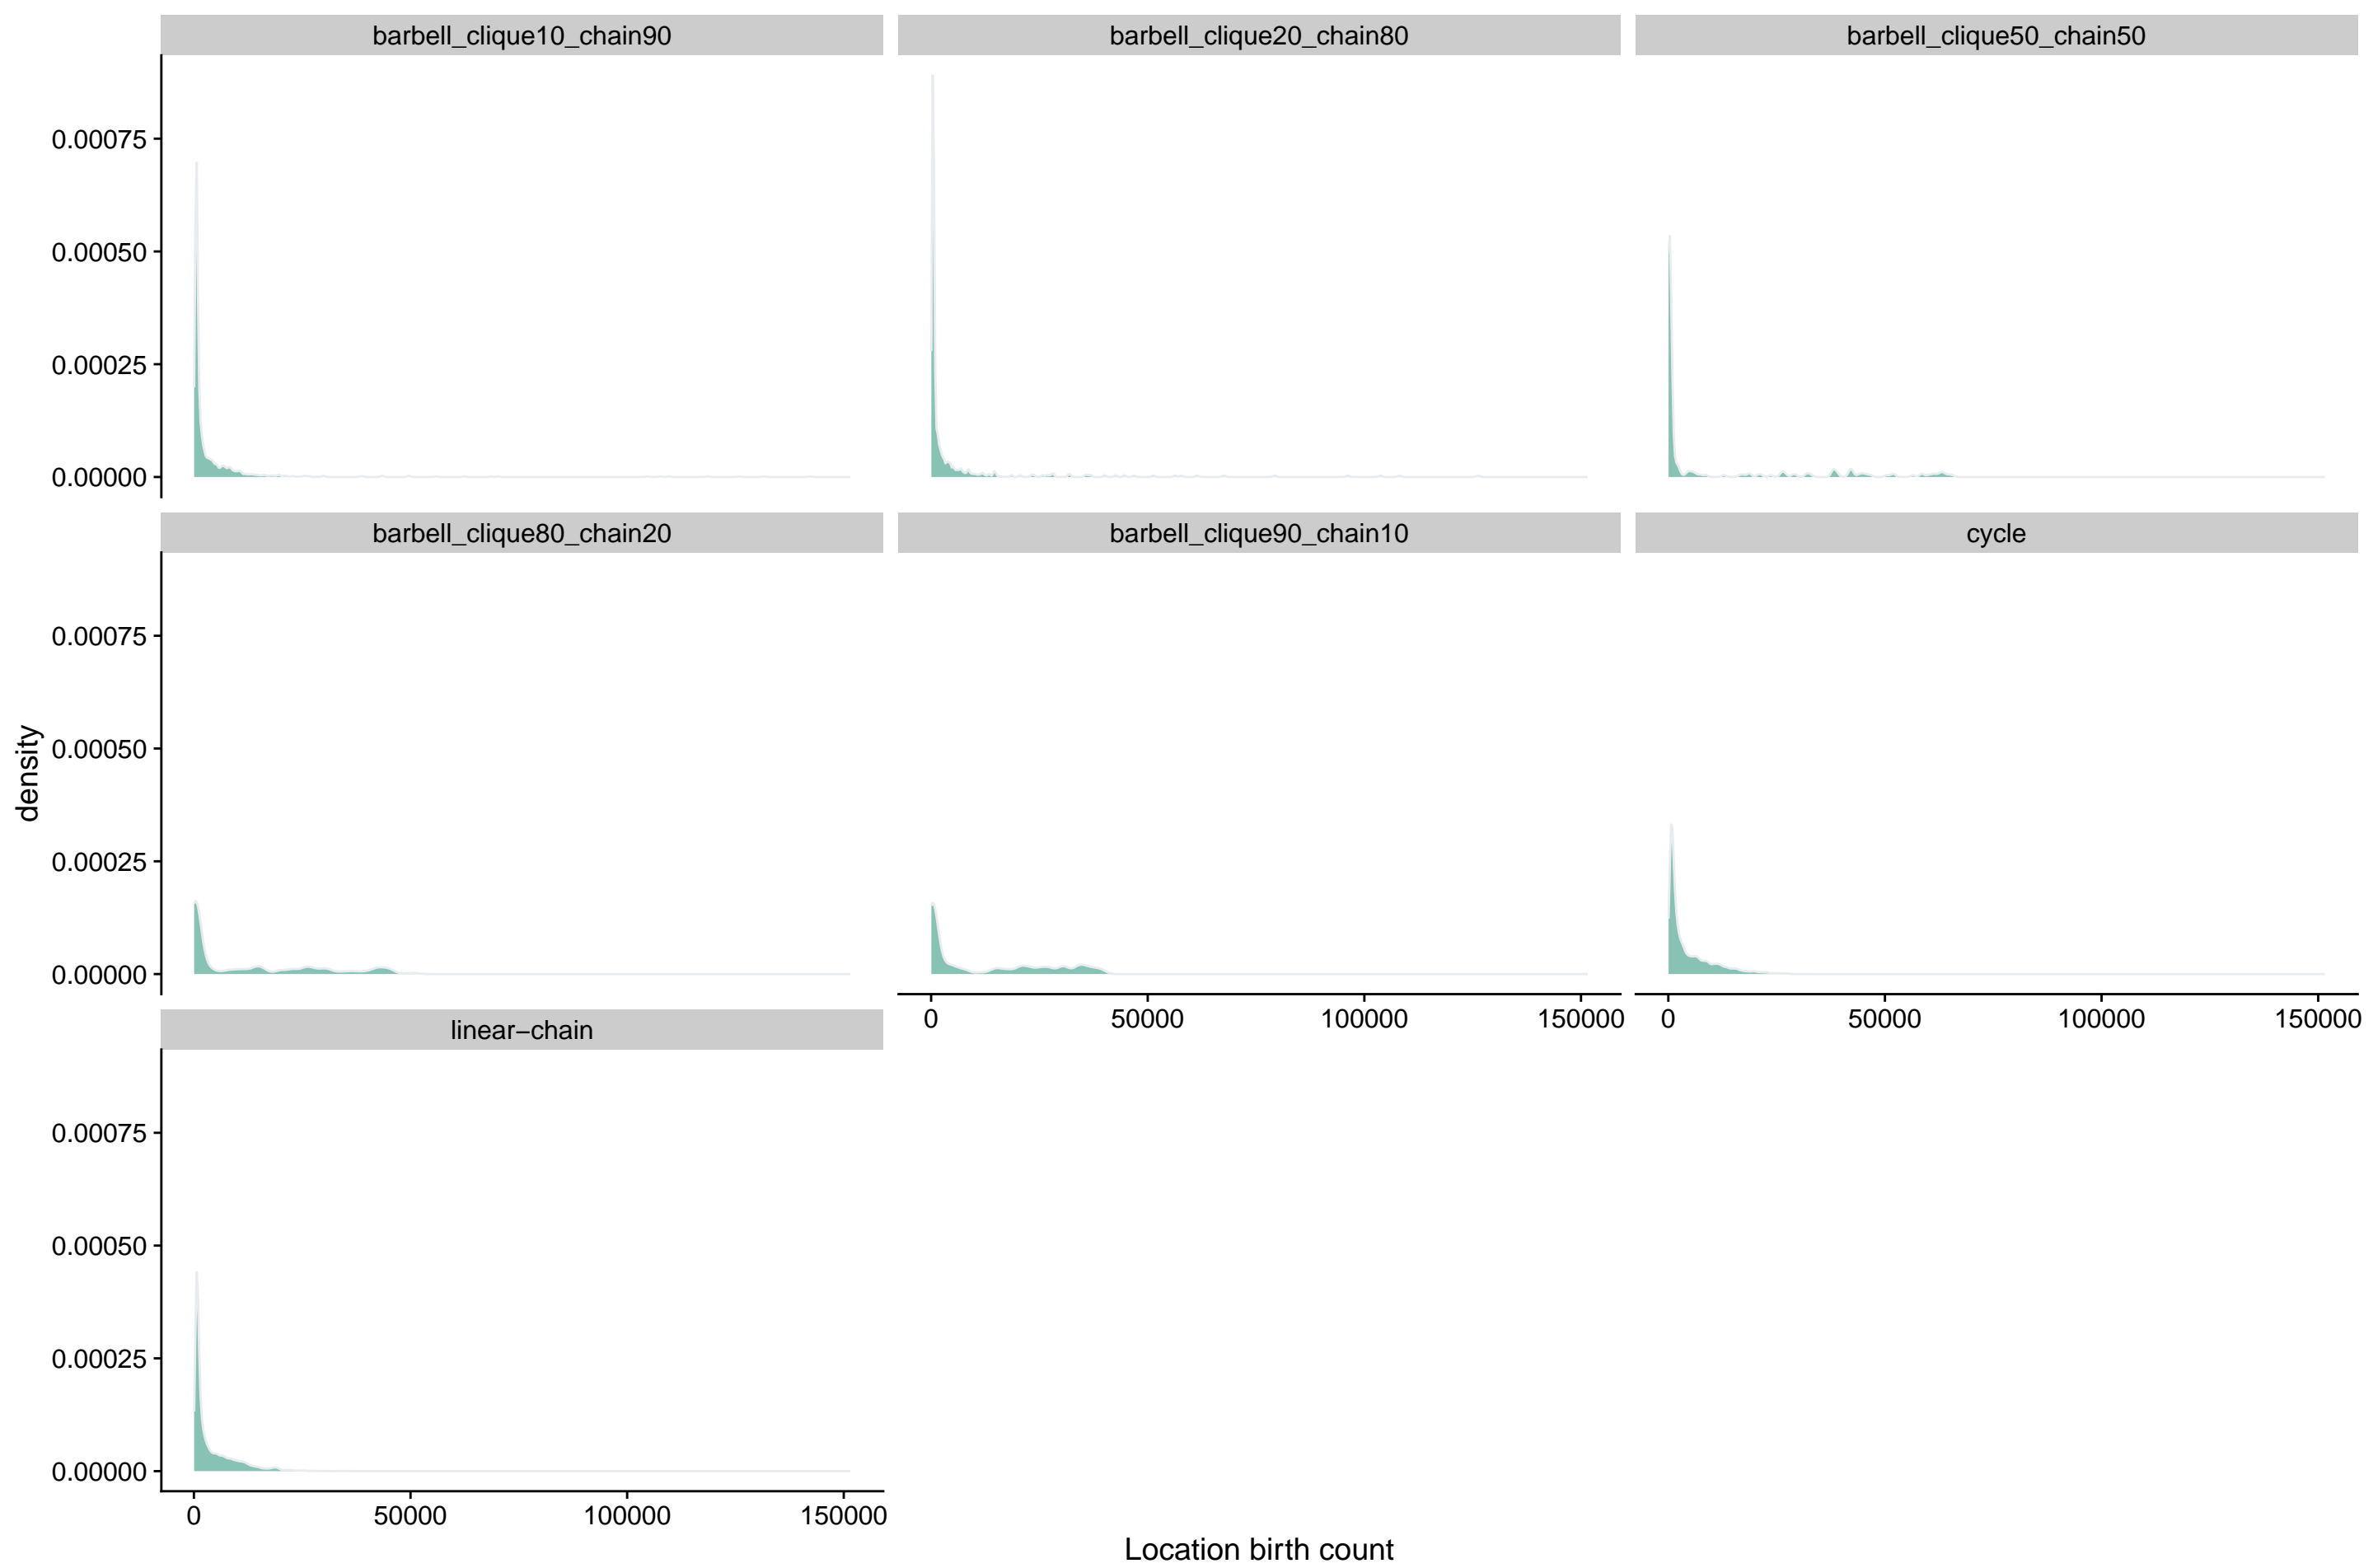 barbell_clique10_chain90
barbell_clique20_chain80
barbell_clique50_chain50
0.00075
0.00050
0.00025
0.00000
barbell_clique80_chain20
barbell_clique90_chain10
cycle
0.00075
0.00050
0.00025
0.00000
density
0 50000 100000 150000
0 50000 100000 150000
linear−chain
0.00075
0.00050
0.00025
0.00000
0 50000 100000 150000
Location birth count